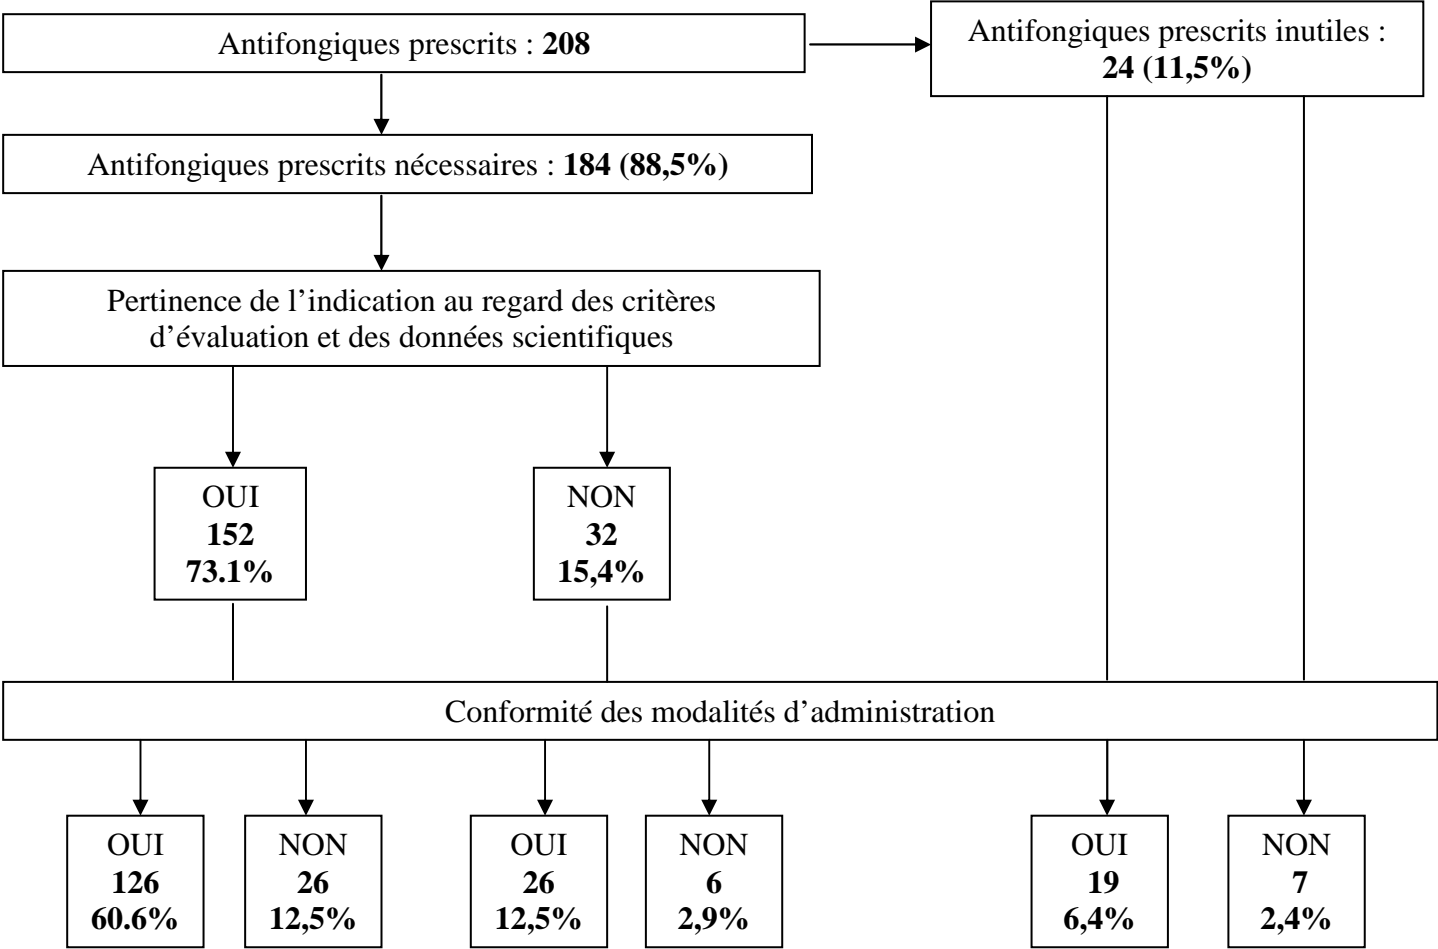 Antifongiques prescrits : 208
Antifongiques prescrits inutiles :
24 (11,5%)
Antifongiques prescrits nécessaires : 184 (88,5%)
Pertinence de l’indication au regard des critères
d’évaluation et des données scientifiques
OUI
152
73.1%
NON
32
15,4%
Conformité des modalités d’administration
OUI
126
60.6%
NON
26
12,5%
OUI
26
12,5%
NON
6
2,9%
OUI
19
6,4%
NON
7
2,4%